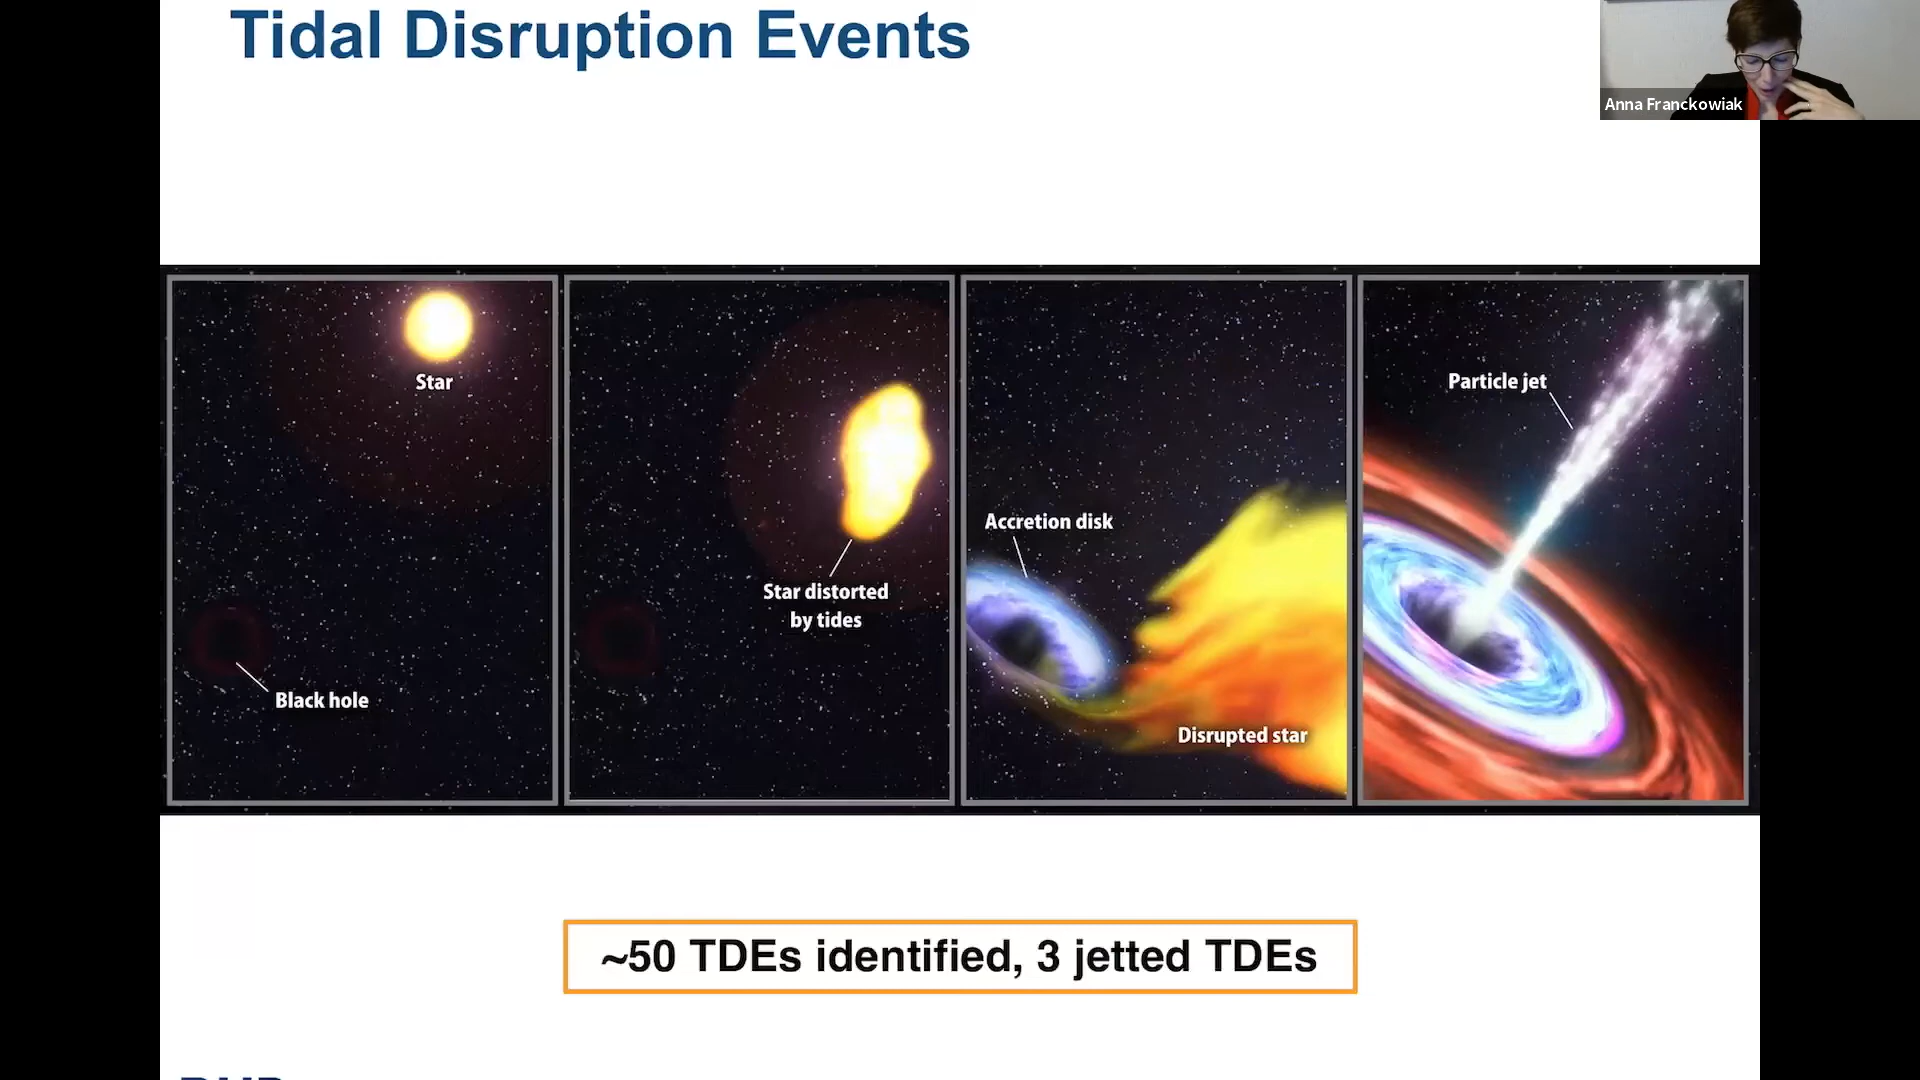 Tidal Disruption Events
Anna Franckowiak
Star
Black hole
Star distorted
by tides
Accretion disk
Disrupted star
Particle jet
~50 TDEs identified, 3 jetted TDEs